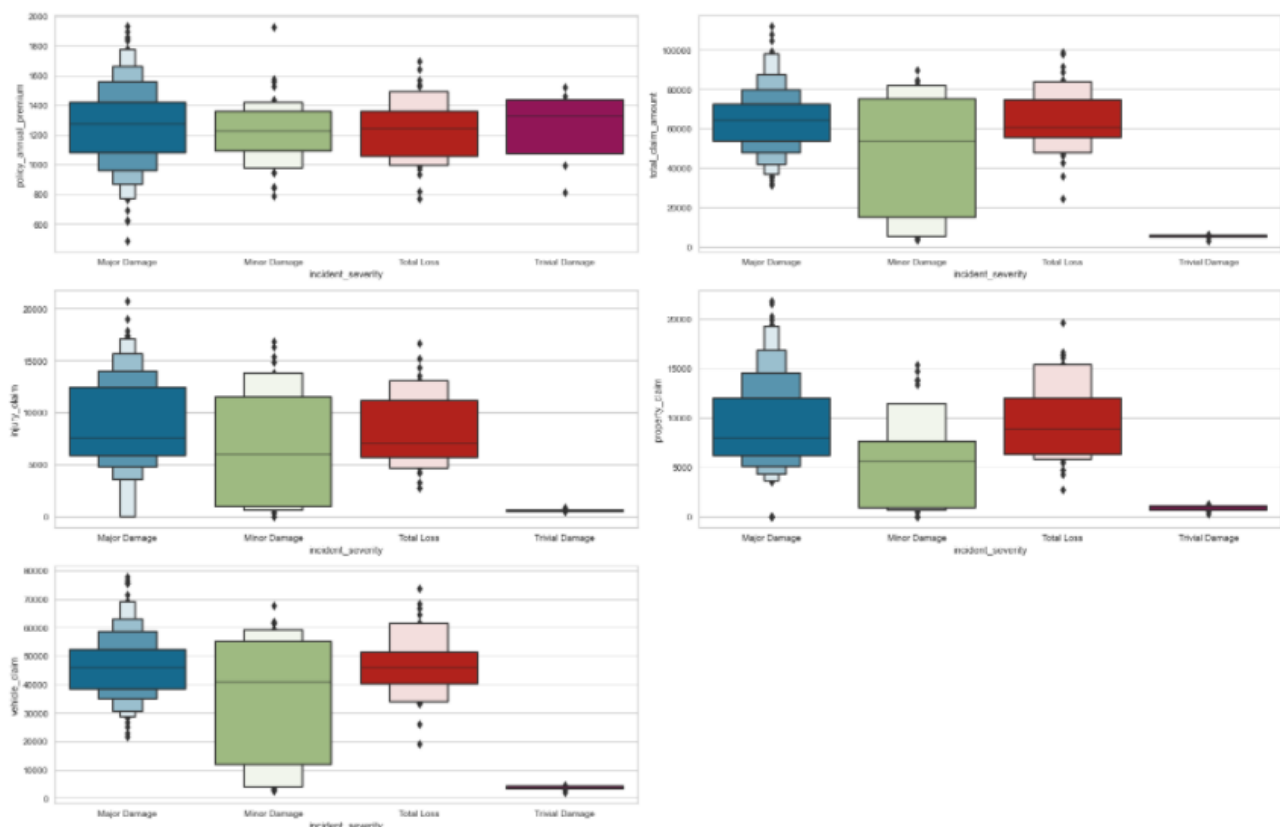 2000
1800
1600
1400
1200
1000
800
600
policy_annual_premium
Major Damage Minor Damage Total Loss Trivial Damage
incident_severity
100000
80000
60000
40000
20000
0
total_claim_amount
Major Damage Minor Damage Total Loss Trivial Damage
incident_severity
20000
15000
10000
5000
0
injury_claim
Major Damage Minor Damage Total Loss Trivial Damage
incident_severity
20000
15000
10000
5000
0
property_claim
Major Damage Minor Damage Total Loss Trivial Damage
incident_severity
80000
70000
60000
50000
40000
30000
20000
10000
0
vehicle_claim
Major Damage Minor Damage Total Loss Trivial Damage
incident_severity